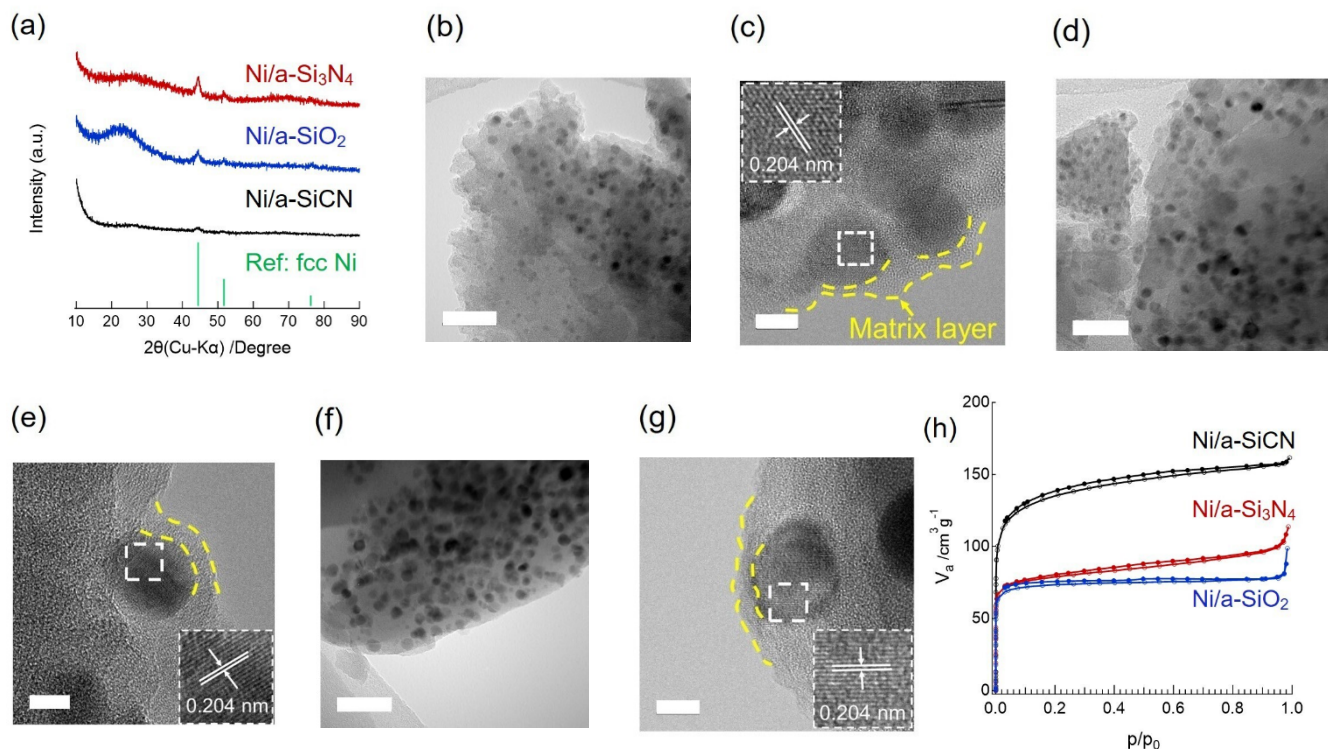 (a)
Ni/a-Si₃N₄
Ni/a-SiO₂
Ni/a-SiCN
Ref: fcc Ni
Intensity (a.u.)
10 20 30 40 50 60 70 80 90
2θ(Cu-Kα) /Degree
(b)
(c)
0.204 nm
Matrix layer
(d)
(e)
0.204 nm
(f)
(g)
0.204 nm
(h)
200
150
100
50
0
Ni/a-SiCN
Ni/a-Si₃N₄
Ni/a-SiO₂
Vₐ /cm³g⁻¹
0.0 0.2 0.4 0.6 0.8 1.0
p/p₀